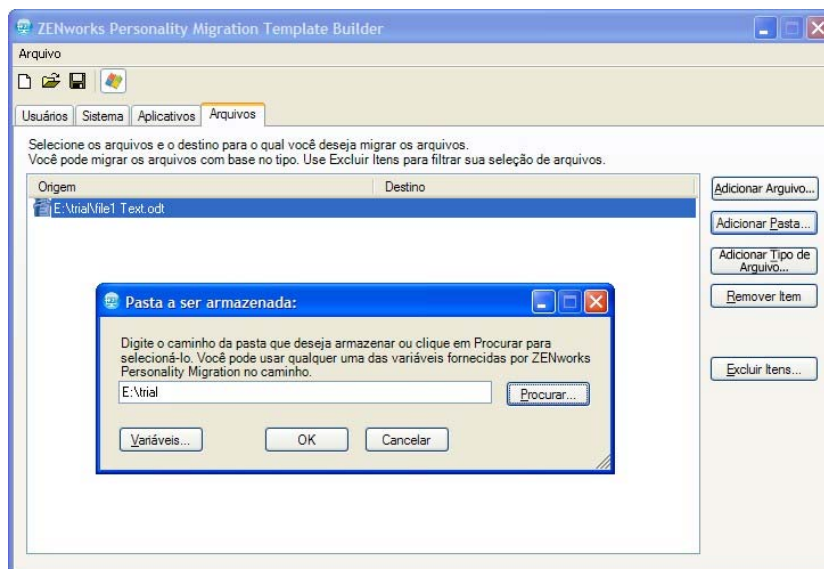 ZENworks Personality Migration Template Builder
Arquivo
Usuários Sistema Aplicativos Arquivos
Selecione os arquivos e o destino para o qual você deseja migrar os arquivos.
Você pode migrar os arquivos com base no tipo. Use Excluir Itens para filtrar sua seleção de arquivos.
Origem Destino
E:\trial\file1 Text.odt
Adicionar Arquivo...
Adicionar Pasta...
Adicionar Tipo de
Arquivo...
Remover Item
Excluir Itens...
Pasta a ser armazenada:
Digite o caminho da pasta que deseja armazenar ou clique em Procurar para
selecioná-lo. Você pode usar qualquer uma das variáveis fornecidas por ZENworks
Personality Migration no caminho.
E:\trial
Procurar...
Variáveis... OK Cancelar